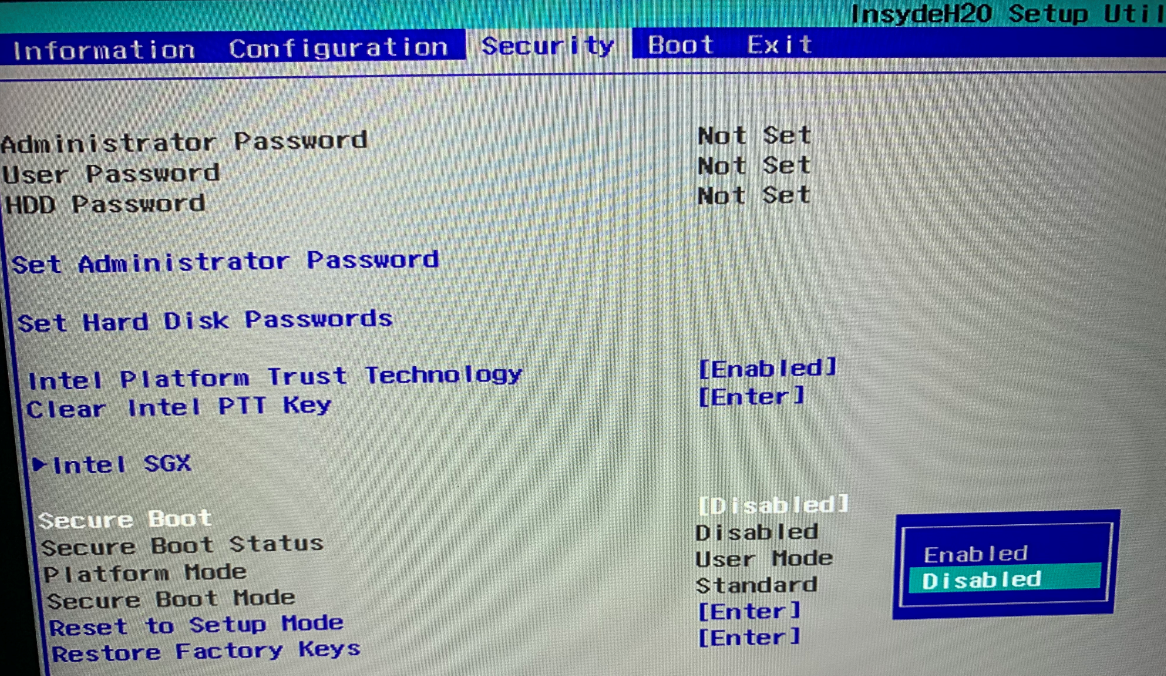 InsydeH20 Setup Util
Information Configuration Security Boot Exit
Administrator Password Not Set
User Password Not Set
HDD Password Not Set
Set Administrator Password
Set Hard Disk Passwords
Intel Platform Trust Technology [Enabled]
Clear Intel PTT Key [Enter]
Intel SGX
Secure Boot [Disabled]
Secure Boot Status Disabled
Platform Mode User Mode
Secure Boot Mode Standard
Reset to Setup Mode [Enter]
Restore Factory Keys [Enter]
Enabled
Disabled